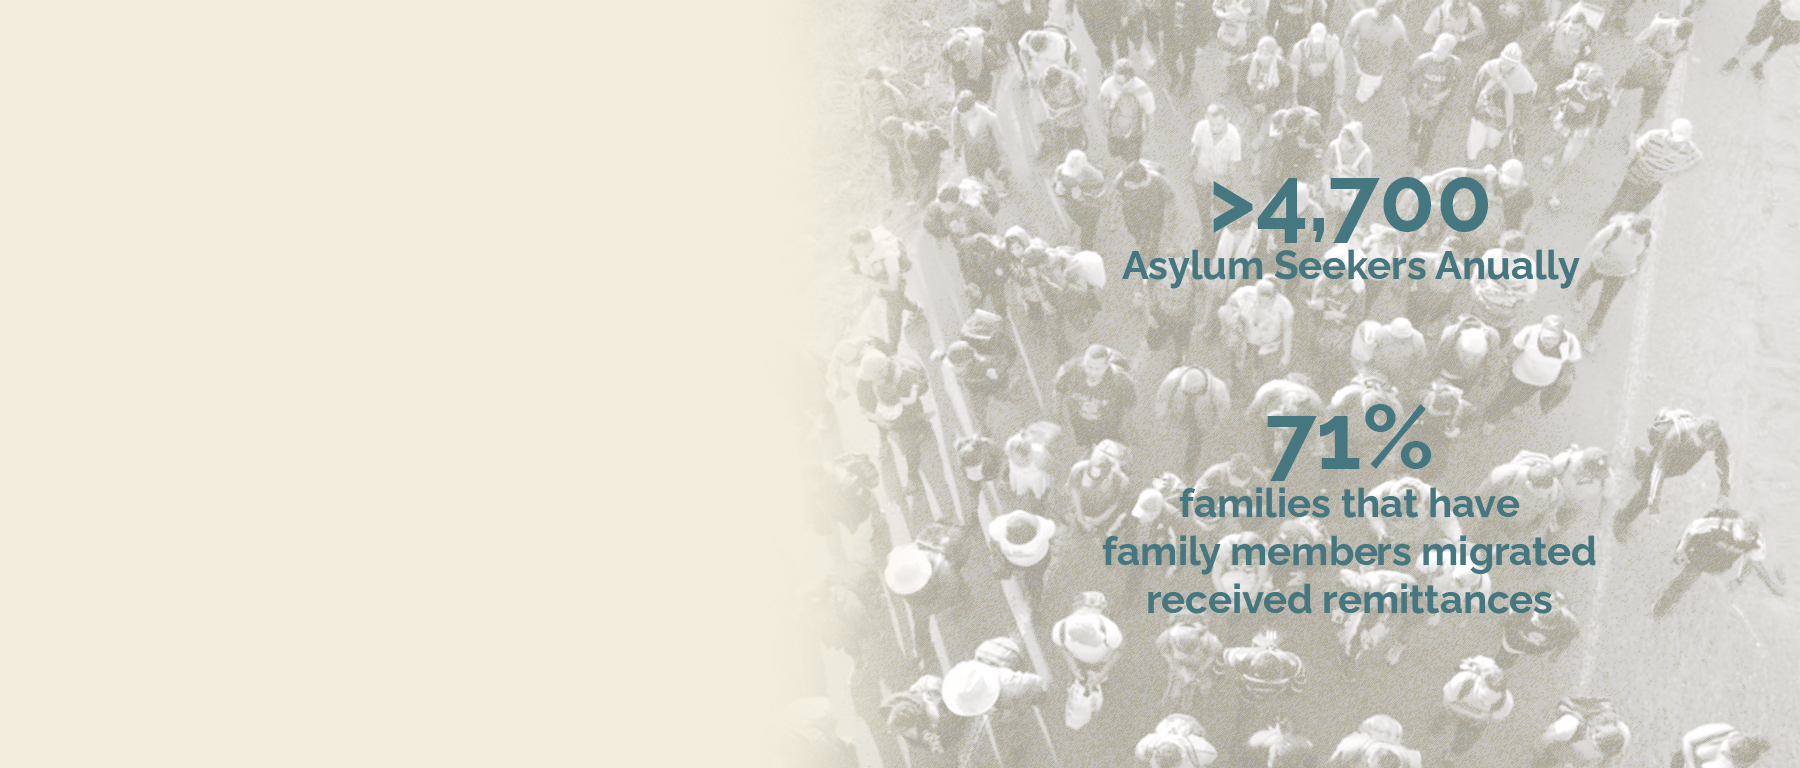 >4,700
Asylum Seekers Anually
71%
families that have
family members migrated
received remittances